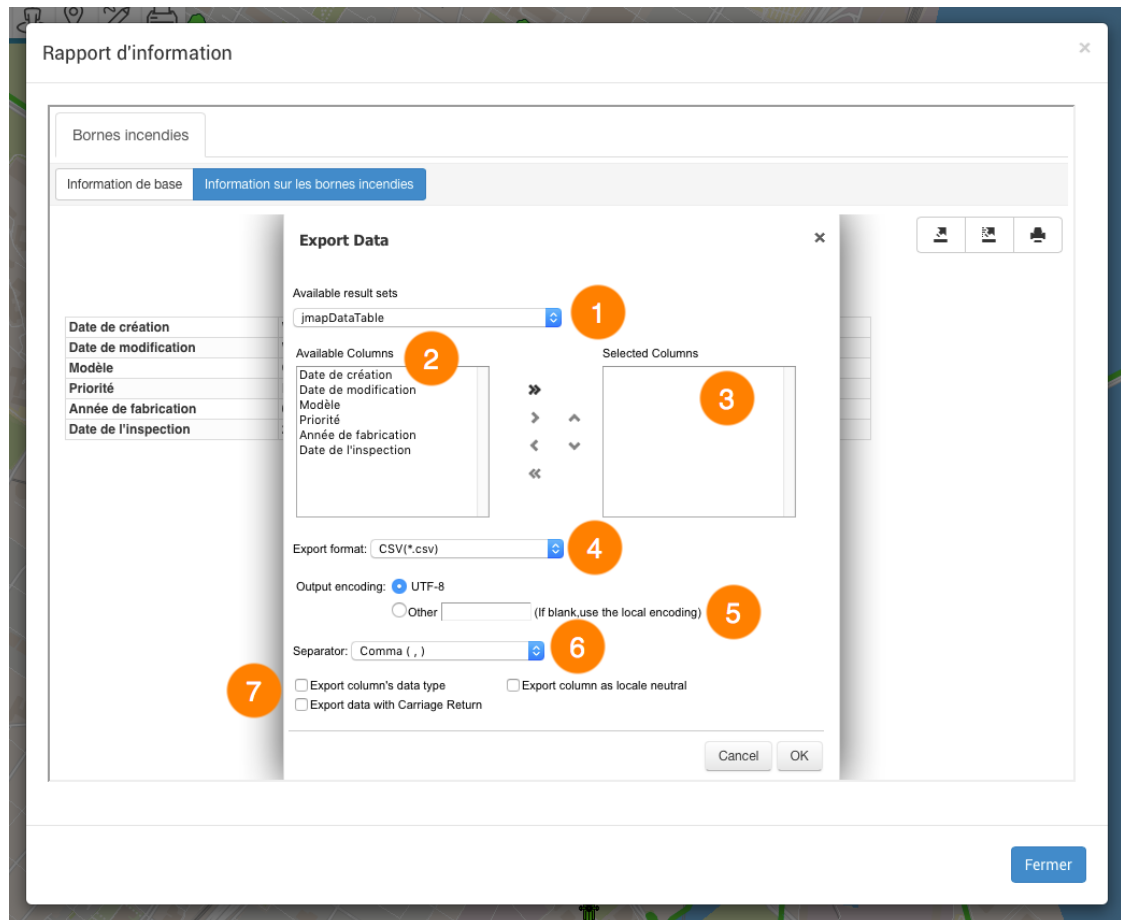 Rapport d'information
×
Bornes incendies
Information de base Information sur les bornes incendies
Export Data ×
Available result sets
jmapDataTable 1
Date de création
Date de modification
Modèle
Priorité
Année de fabrication
Date de l'inspection
Available Columns 2 Selected Columns
Date de création
Date de modification
Modèle
Priorité
Année de fabrication
Date de l'inspection
3
Export format: CSV(*.csv) 4
Output encoding: UTF-8
Other (If blank,use the local encoding) 5
Separator: Comma ( , ) 6
7 Export column's data type Export column as locale neutral
Export data with Carriage Return
Cancel OK
Fermer